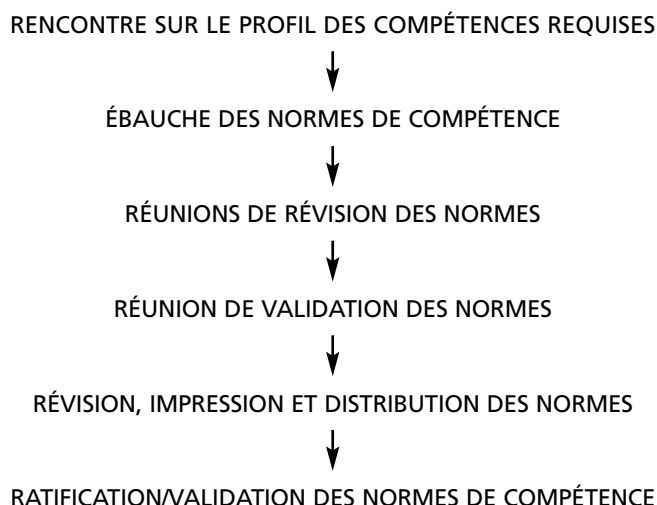 RENCONTRE SUR LE PROFIL DES COMPÉTENCES REQUISES
ÉBAUCHE DES NORMES DE COMPÉTENCE
RÉUNIONS DE RÉVISION DES NORMES
RÉUNION DE VALIDATION DES NORMES
RÉVISION, IMPRESSION ET DISTRIBUTION DES NORMES
RATIFICATION/VALIDATION DES NORMES DE COMPÉTENCE